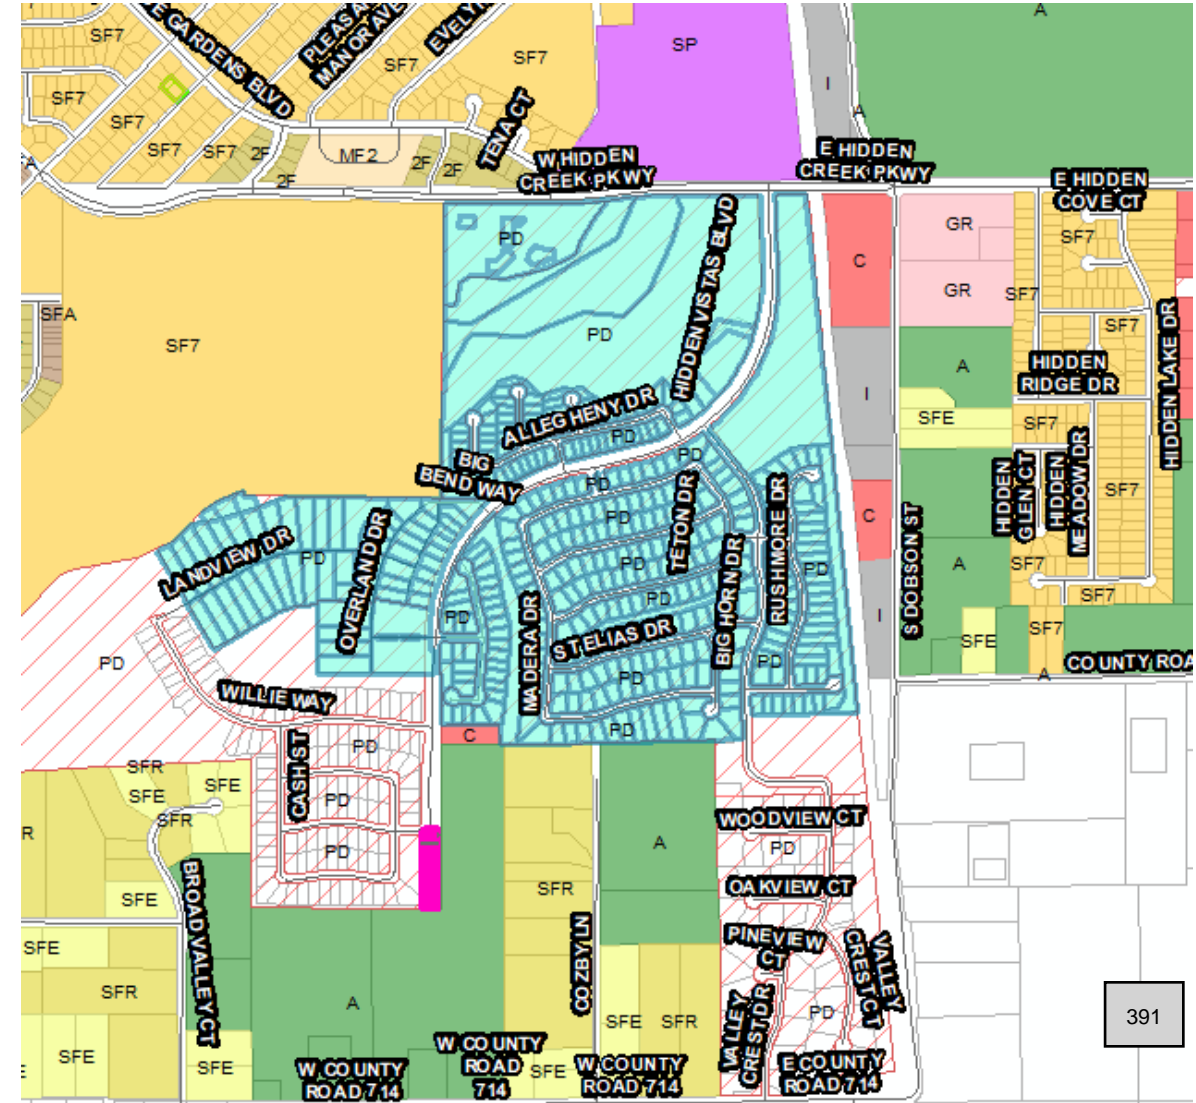 E GARDENS BLVD
PLEASA
MANOR AVE
EVELYN
SF7
SF7
SF7
SF7
SF7
SF7
SF7
2F
2F
MF2
2F
2F
TENA CT
W HIDDEN
CREEK PKWY
SP
I
A
A
E HIDDEN
CREEK PKWY
E HIDDEN
COVE CT
FA
PD
PD
HIDDEN VISTAS BLVD
C
GR
GR
SF7
SF7
SF7
HIDDEN LAKE DR
SFA
SF7
I
A
HIDDEN
RIDGE DR
SFE
SF7
ALLEGHENY DR
PD
PD
BIG
BEND WAY
PD
PD
TETON DR
RUSHMORE DR
C
S DOBSON ST
HIDDEN
GLEN CT
HIDDEN
MEADOW DR
SF7
LANDVIEW DR
PD
OVERLAND DR
PD
PD
BIG HORN DR
PD
A
SF7
SF7
PD
MADERA DR
ST ELIAS DR
I
SFE
SF7
COUNTY ROA
A
PD
PD
PD
PD
WILLIE WAY
C
PD
CASH ST
PD
PD
SFR
SFE
SFE
SFR
R
A
WOODVIEW CT
PD
OAKVIEW CT
SFE
SFR
BROAD VALLEY CT
COZBY LN
PINEVIEW
CT
VALLEY
CREST CT
SFE
SFR
A
VALLEY
CREST DR
PD
391
SFE
SFR
SFE
SFE
E
W COUNTY
ROAD 714
W COUNTY
ROAD
714
SFE
W COUNTY
ROAD 714
E COUNTY
ROAD 714